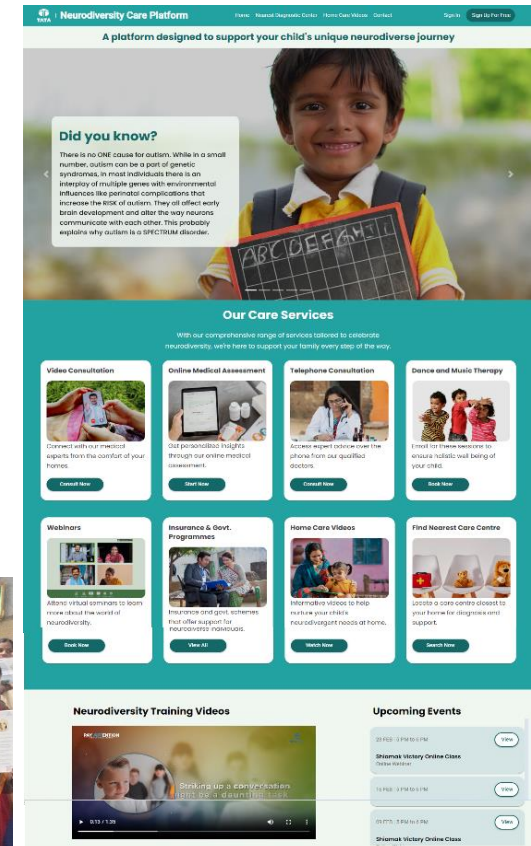 TATA
Neurodiversity Care Platform
Home Nearest Diagnostic Center Home Care Videos Contact
Sign In Sign Up For Free
A platform designed to support your child's unique neurodiverse journey
Did you know?
There is no ONE cause for autism. While in a small
number, autism can be a part of genetic
syndromes, in most individuals there is an
interplay of multiple genes with environmental
influences like perinatal complications that
increase the RISK of autism. They all affect early
brain development and alter the way neurons
communicate with each other. This probably
explains why autism is a SPECTRUM disorder.
ABCDEFGHI
Our Care Services
With our comprehensive range of services tailored to celebrate
neurodiversity, we're here to support your family every step of the way.
Video Consultation
Connect with our medical
experts from the comfort of your
homes.
Consult Now
Online Medical Assessment
Get personalized insights
through our online medical
assessment.
Start Now
Telephone Consultation
Access expert advice over the
phone from our qualified
doctors.
Consult Now
Dance and Music Therapy
Enroll for these sessions to
ensure holistic well being of
your child.
Book Now
Webinars
Attend virtual seminars to learn
more about the world of
neurodiversity.
Book Now
Insurance & Govt.
Programmes
Insurance and govt. schemes
that offer support for
neurodiverse individuals.
View All
Home Care Videos
Informative videos to help
nurture your child's
neurodivergent needs at home.
Watch Now
Find Nearest Care Centre
Locate a care centre closest to
your home for diagnosis and
support.
Search Now
Neurodiversity Training Videos
Striking up a conversation
must be a daunting task
0:13 / 1:35
Upcoming Events
View
Shiamak Victory Online Class
Online Webinar
View
View
Shiamak Victory Online Class